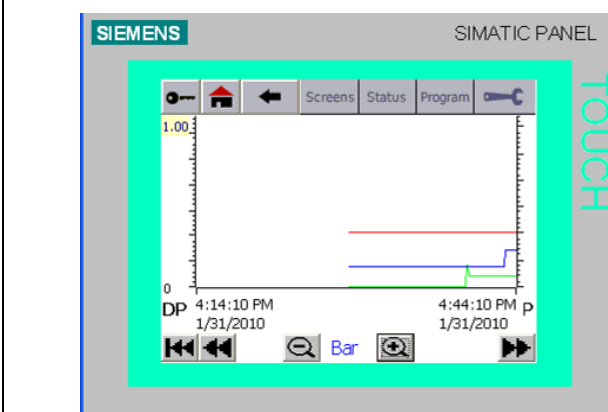 SIEMENS SIMATIC PANEL
TOUCH
Screens Status Program
1.00
0
DP 4:14:10 PM 4:44:10 PM P
1/31/2010 1/31/2010
Bar